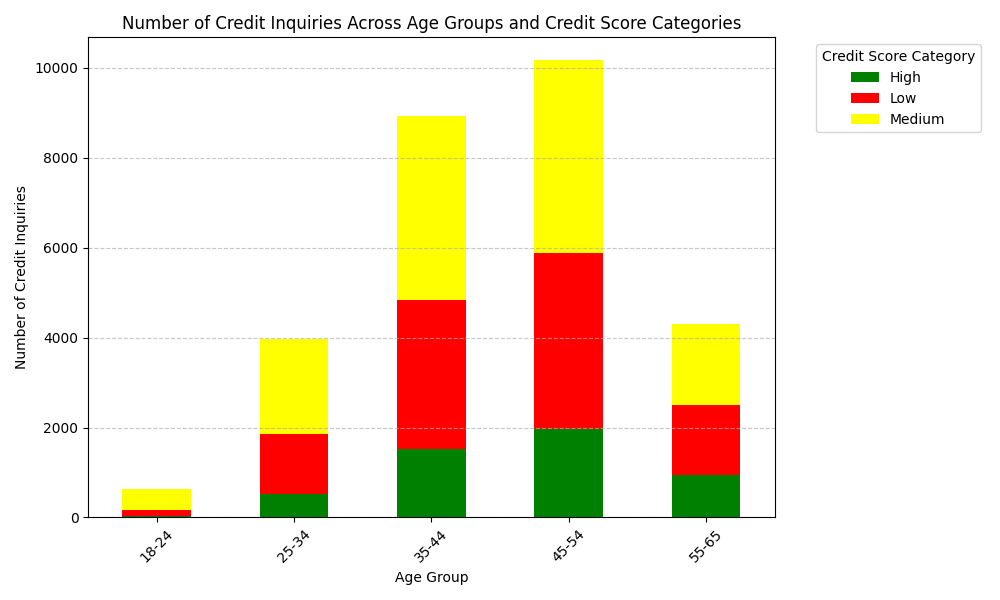 Number of Credit Inquiries Across Age Groups and Credit Score Categories
Credit Score Category
High
Low
Medium
Number of Credit Inquiries
10000
8000
6000
4000
2000
0
18-24
25-34
35-44
45-54
55-65
Age Group